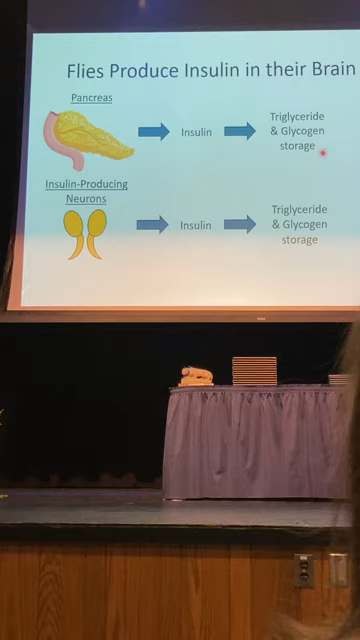 Flies Produce Insulin in their Brain
Pancreas
Insulin
Triglyceride
& Glycogen
storage
Insulin-Producing
Neurons
Insulin
Triglyceride
& Glycogen
storage